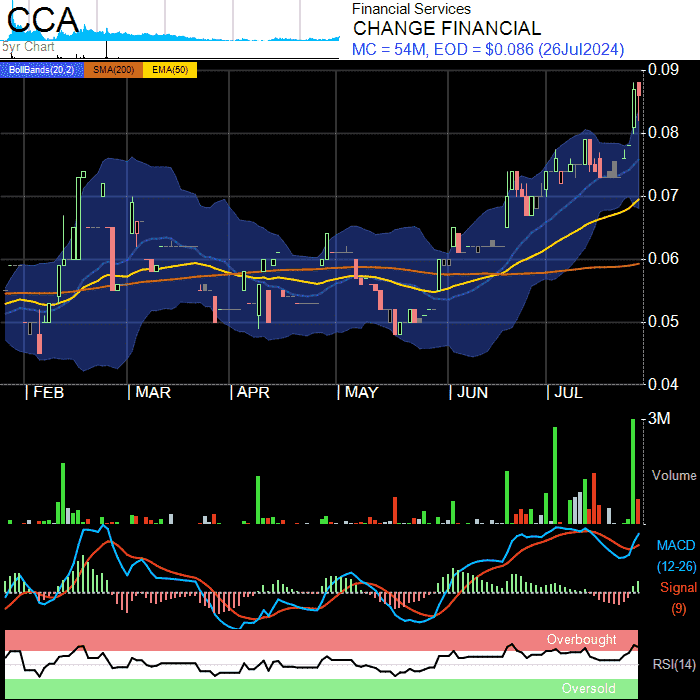 CCA
5yr Chart
Financial Services
CHANGE FINANCIAL
MC = 54M, EOD = $0.086 (26Jul2024)
BollBands(20,2) SMA(200) EMA(50)
0.09
0.08
0.07
0.06
0.05
0.04
FEB MAR APR MAY JUN JUL
3M
Volume
MACD
(12-26)
Signal
(9)
Overbought
RSI(14)
Oversold